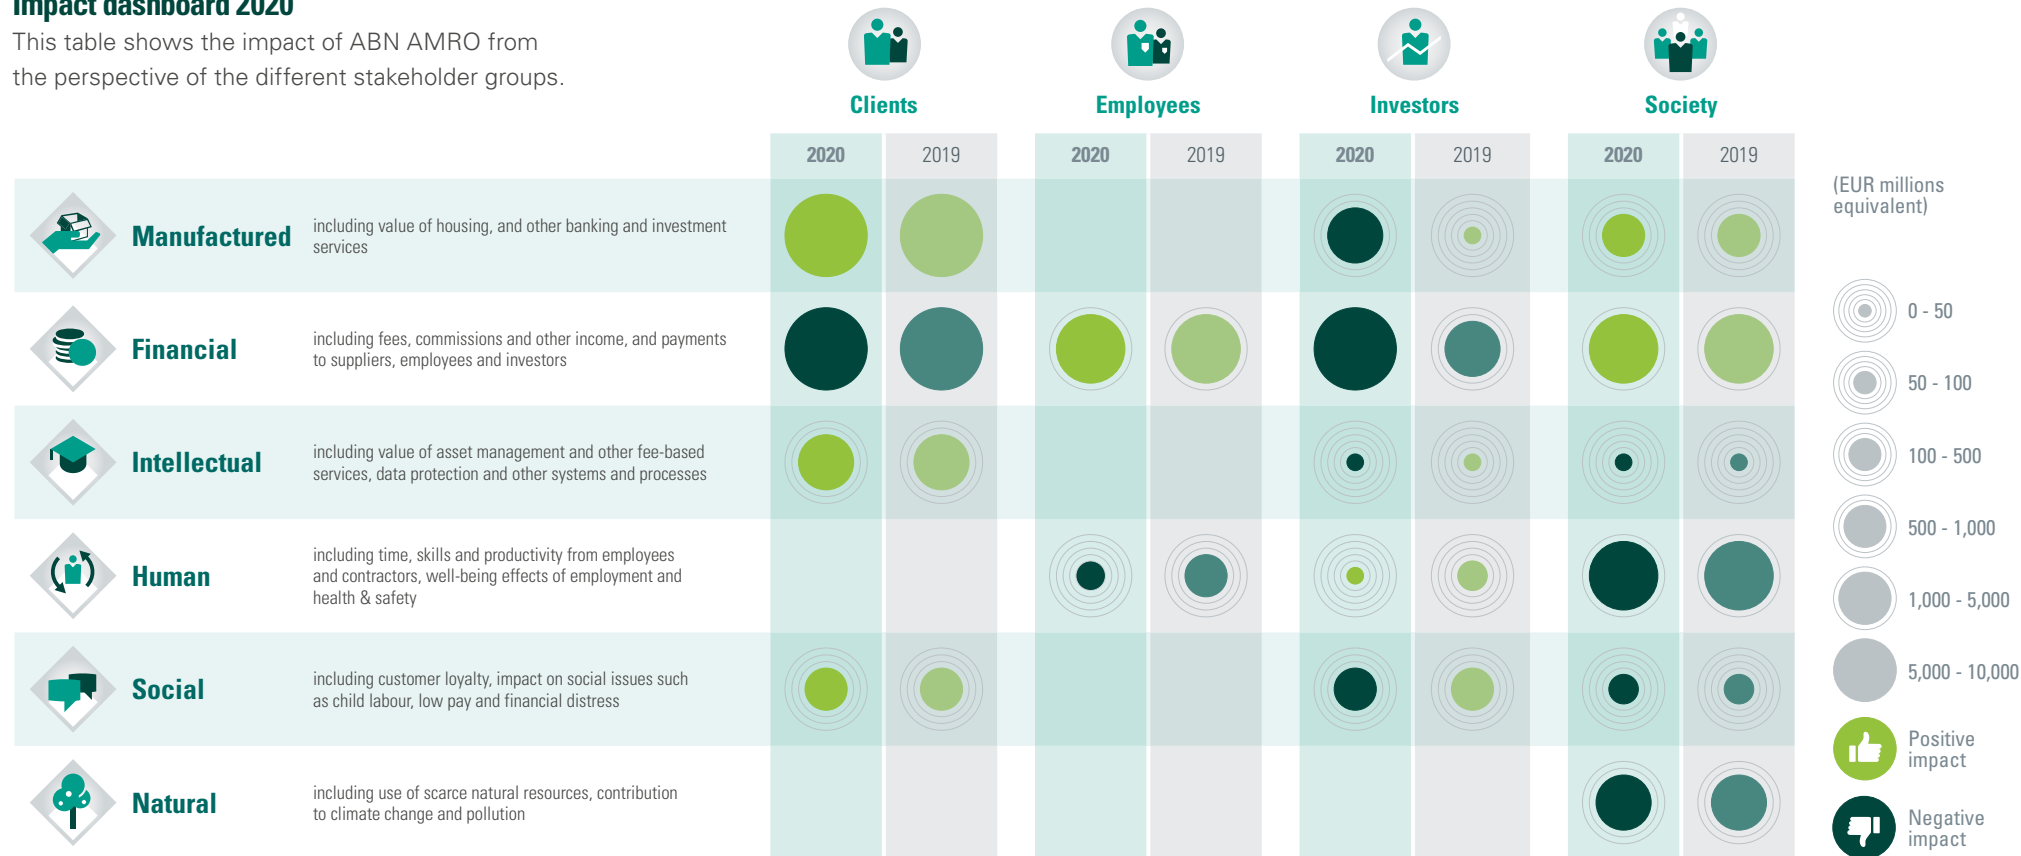 Impact dashboard 2020
This table shows the impact of ABN AMRO from
the perspective of the different stakeholder groups.
Clients
Employees
Investors
Society
2020
2019
2020
2019
2020
2019
2020
2019
(EUR millions
equivalent)
Manufactured
including value of housing, and other banking and investment
services
Financial
including fees, commissions and other income, and payments
to suppliers, employees and investors
Intellectual
including value of asset management and other fee-based
services, data protection and other systems and processes
Human
including time, skills and productivity from employees
and contractors, well-being effects of employment and
health & safety
Social
including customer loyalty, impact on social issues such
as child labour, low pay and financial distress
Natural
including use of scarce natural resources, contribution
to climate change and pollution
0 - 50
50 - 100
100 - 500
500 - 1,000
1,000 - 5,000
5,000 - 10,000
Positive
impact
Negative
impact